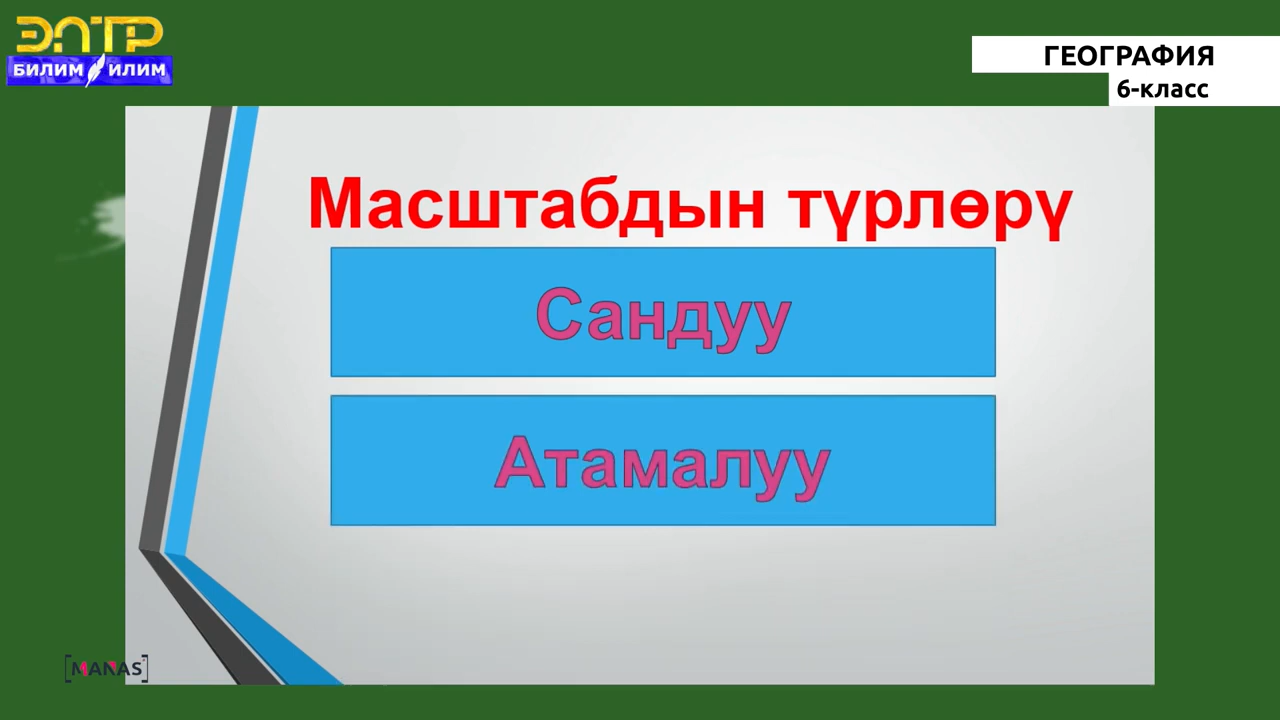 ЭЛТР
БИЛИМ ИЛИМ
ГЕОГРАФИЯ
6-класс
Масштабдын түрлөрү
Сандуу
Атамалуу
[MANAS]